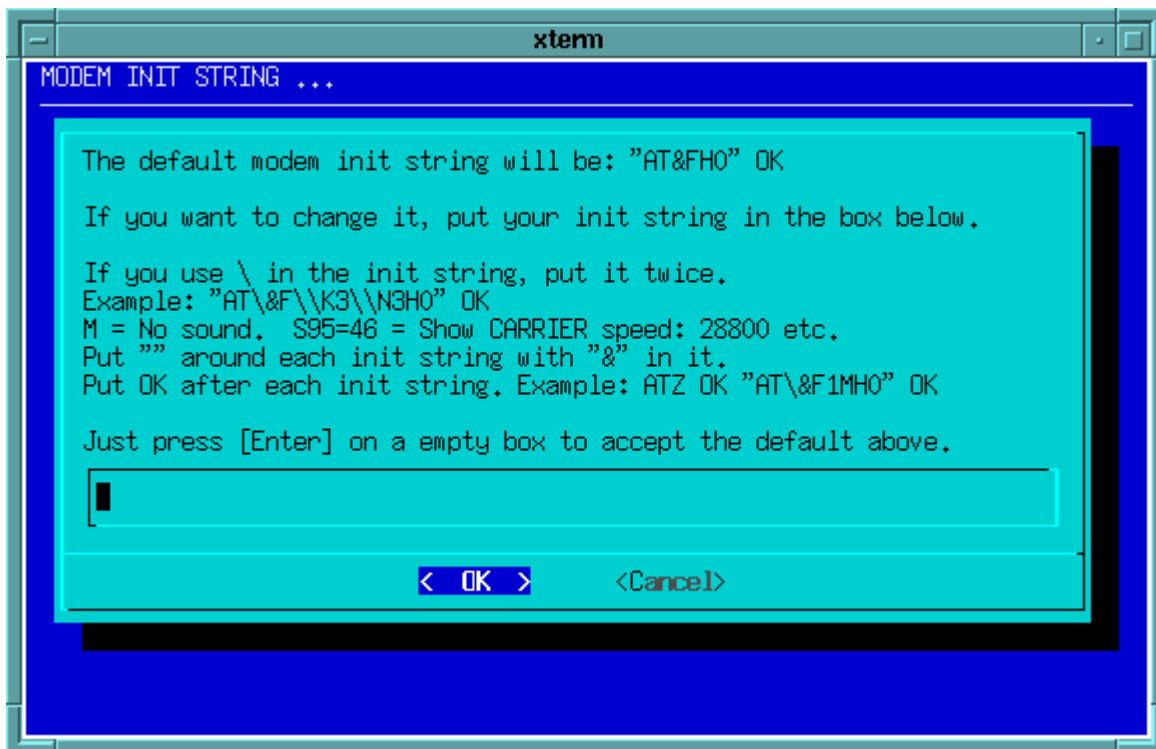 xterm
MODEM INIT STRING ...
The default modem init string will be: "AT&FH0" OK
If you want to change it, put your init string in the box below.
If you use \ in the init string, put it twice.
Example: "AT\&F\\K3\\N3H0" OK
M = No sound. S95=46 = Show CARRIER speed: 28800 etc.
Put "" around each init string with "&" in it.
Put OK after each init string. Example: ATZ OK "AT\&F1MH0" OK
Just press [Enter] on a empty box to accept the default above.
< OK > <Cancel>